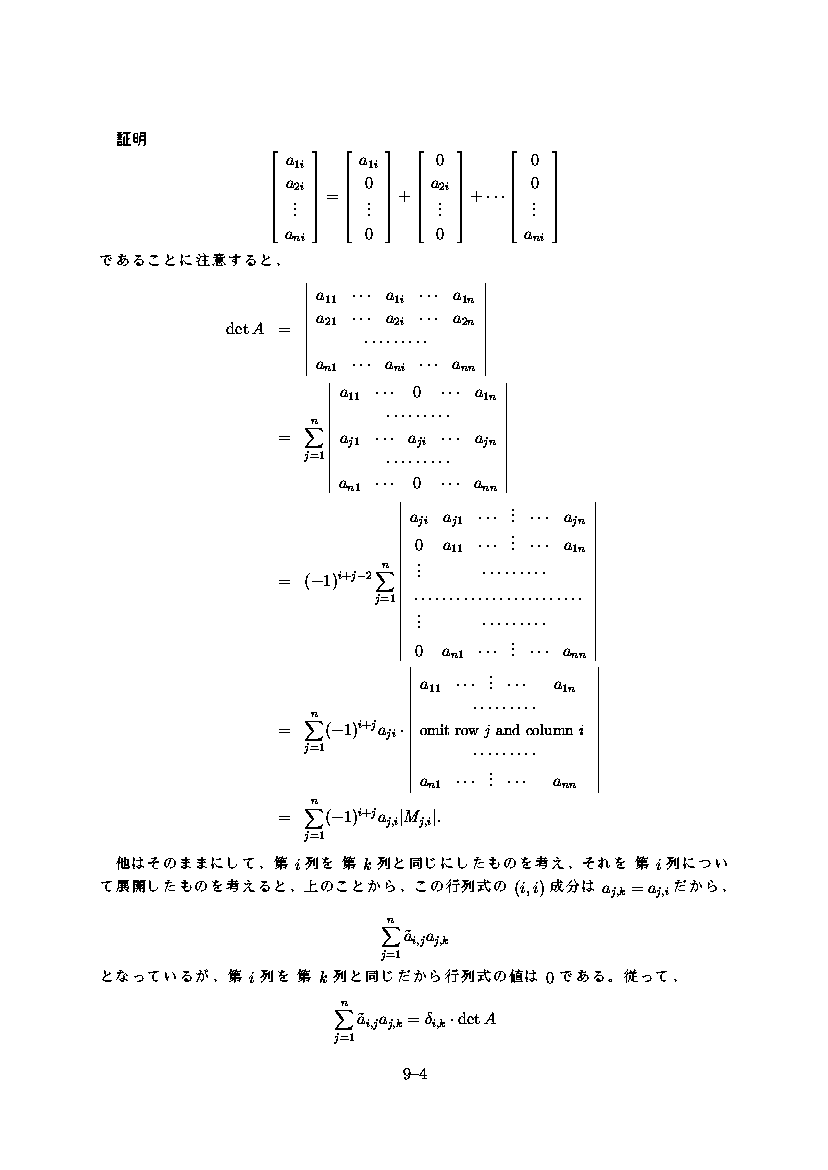 証明
$$\begin{bmatrix} a_{1i} \\ a_{2i} \\ \vdots \\ a_{ni} \end{bmatrix} = \begin{bmatrix} a_{1i} \\ 0 \\ \vdots \\ 0 \end{bmatrix} + \begin{bmatrix} 0 \\ a_{2i} \\ \vdots \\ 0 \end{bmatrix} + \cdots \begin{bmatrix} 0 \\ 0 \\ \vdots \\ a_{ni} \end{bmatrix}$$
であることに注意すると、
$$\det A = \begin{vmatrix} a_{11} & \cdots & a_{1i} & \cdots & a_{1n} \\ a_{21} & \cdots & a_{2i} & \cdots & a_{2n} \\ & & \cdots\cdots\cdots & & \\ a_{n1} & \cdots & a_{ni} & \cdots & a_{nn} \end{vmatrix}$$
$$= \sum_{j=1}^{n} \begin{vmatrix} a_{11} & \cdots & 0 & \cdots & a_{1n} \\ & & \cdots\cdots\cdots & & \\ a_{j1} & \cdots & a_{ji} & \cdots & a_{jn} \\ & & \cdots\cdots\cdots & & \\ a_{n1} & \cdots & 0 & \cdots & a_{nn} \end{vmatrix}$$
$$= (-1)^{i+j-2} \sum_{j=1}^{n} \begin{vmatrix} a_{ji} & a_{j1} & \cdots & \vdots & \cdots & a_{jn} \\ 0 & a_{11} & \cdots & \vdots & \cdots & a_{1n} \\ \vdots & & & \cdots\cdots\cdots & & \\ & & \cdots\cdots\cdots\cdots\cdots\cdots\cdots\cdots & & & \\ \vdots & & & \cdots\cdots\cdots & & \\ 0 & a_{n1} & \cdots & \vdots & \cdots & a_{nn} \end{vmatrix}$$
$$= \sum_{j=1}^{n} (-1)^{i+j} a_{ji} \cdot \begin{vmatrix} a_{11} \quad \cdots \quad \vdots \quad \cdots \quad a_{1n} \\ \cdots\cdots\cdots \\ \text{omit row } j \text{ and column } i \\ \cdots\cdots\cdots \\ a_{n1} \quad \cdots \quad \vdots \quad \cdots \quad a_{nn} \end{vmatrix}$$
$$= \sum_{j=1}^{n} (-1)^{i+j} a_{j,i} |M_{j,i}|.$$
他はそのままにして、第 $i$ 列を 第 $k$ 列と同じにしたものを考え、それを 第 $i$ 列につい
て展開したものを考えると、上のことから、この行列式の $(i,i)$ 成分は $a_{j,k} = a_{j,i}$ だから、
$$\sum_{j=1}^{n} \tilde{a}_{i,j} a_{j,k}$$
となっているが、第 $i$ 列を 第 $k$ 列と同じだから行列式の値は 0 である。従って、
$$\sum_{j=1}^{n} \tilde{a}_{i,j} a_{j,k} = \delta_{i,k} \cdot \det A$$
9–4